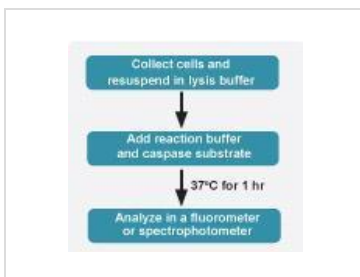 Collect cells and
resuspend in lysis buffer
Add reaction buffer
and caspase substrate
37°C for 1 hr
Analyze in a fluorometer
or spectrophotometer